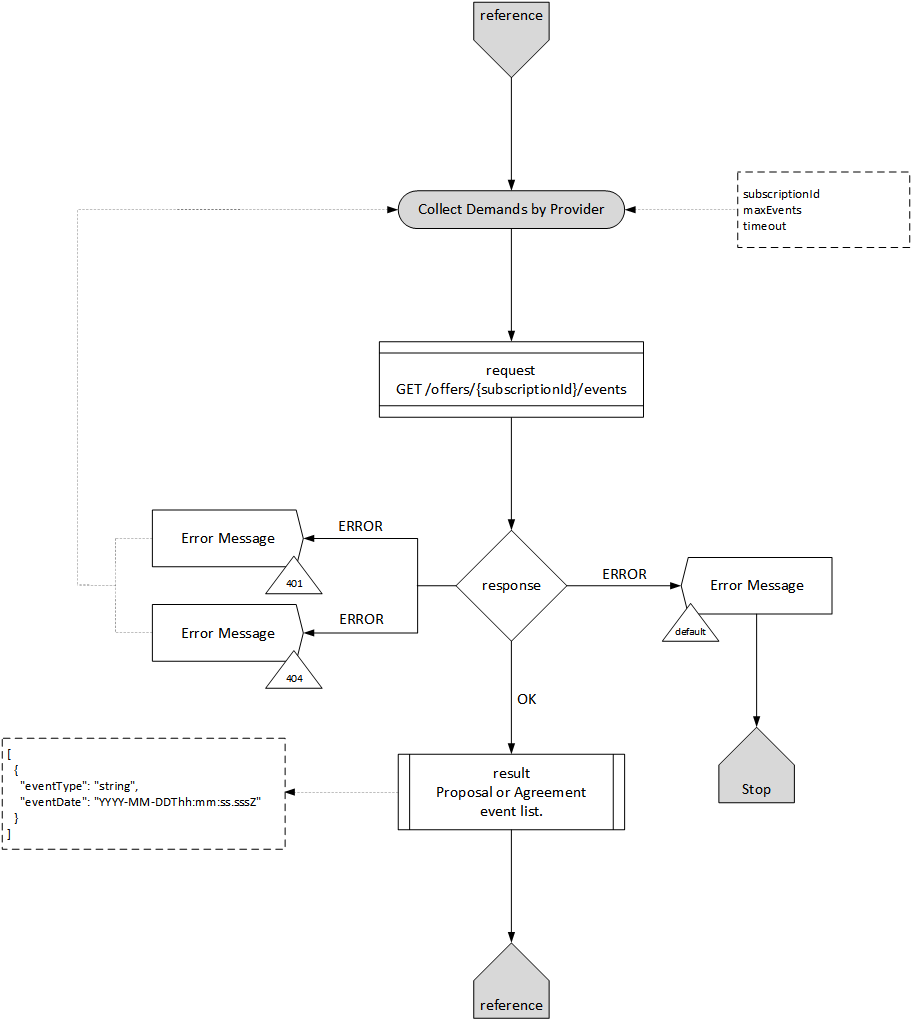 reference
Collect Demands by Provider
subscriptionId
maxEvents
timeout
request
GET /offers/{subscriptionId}/events
ERROR
Error Message
401
response
ERROR
Error Message
default
ERROR
Error Message
404
OK
[
{
"eventType": "string",
"eventDate": "YYYY-MM-DDThh:mm:ss.sssZ"
}
]
result
Proposal or Agreement
event list.
Stop
reference